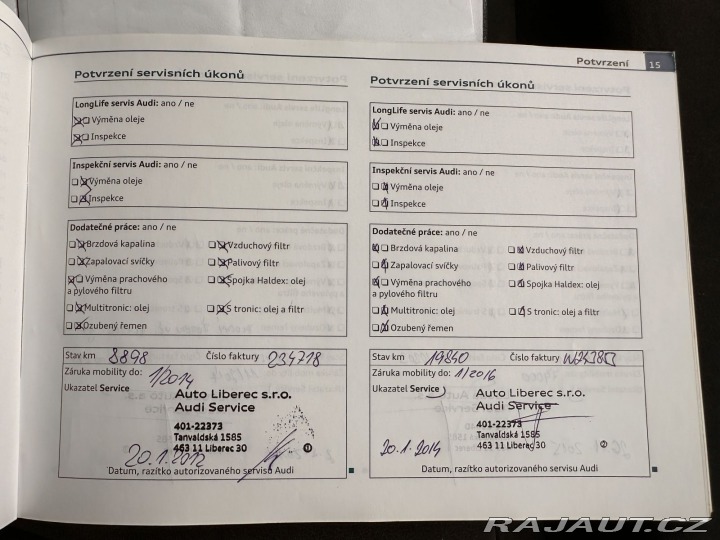 Potvrzení 15
Potvrzení servisních úkonů
LongLife servis Audi: ano / ne
Výměna oleje
Inspekce
Inspekční servis Audi: ano / ne
Výměna oleje
Inspekce
Dodatečné práce: ano / ne
Brzdová kapalina
Vzduchový filtr
Zapalovací svíčky
Palivový filtr
Výměna prachového
a pylového filtru
Spojka Haldex: olej
Multitronic: olej
S tronic: olej a filtr
Ozubený řemen
Stav km 8898 Číslo faktury 234718
Záruka mobility do: 1/2014
Ukazatel Service
Auto Liberec s.r.o.
Audi Service
401-22373
Tanvaldská 1585
463 11 Liberec 30
20.1.2012
Datum, razítko autorizovaného servisu Audi
Potvrzení servisních úkonů
LongLife servis Audi: ano / ne
Výměna oleje
Inspekce
Inspekční servis Audi: ano / ne
Výměna oleje
Inspekce
Dodatečné práce: ano / ne
Brzdová kapalina
Vzduchový filtr
Zapalovací svíčky
Palivový filtr
Výměna prachového
a pylového filtru
Spojka Haldex: olej
Multitronic: olej
S tronic: olej a filtr
Ozubený řemen
Stav km 19840 Číslo faktury
Záruka mobility do: 1/2016
Ukazatel Service
Auto Liberec s.r.o.
Audi Service
401-22373
Tanvaldská 1585
463 11 Liberec 30
20.1.2014
Datum, razítko autorizovaného servisu Audi
RAJAUT.CZ